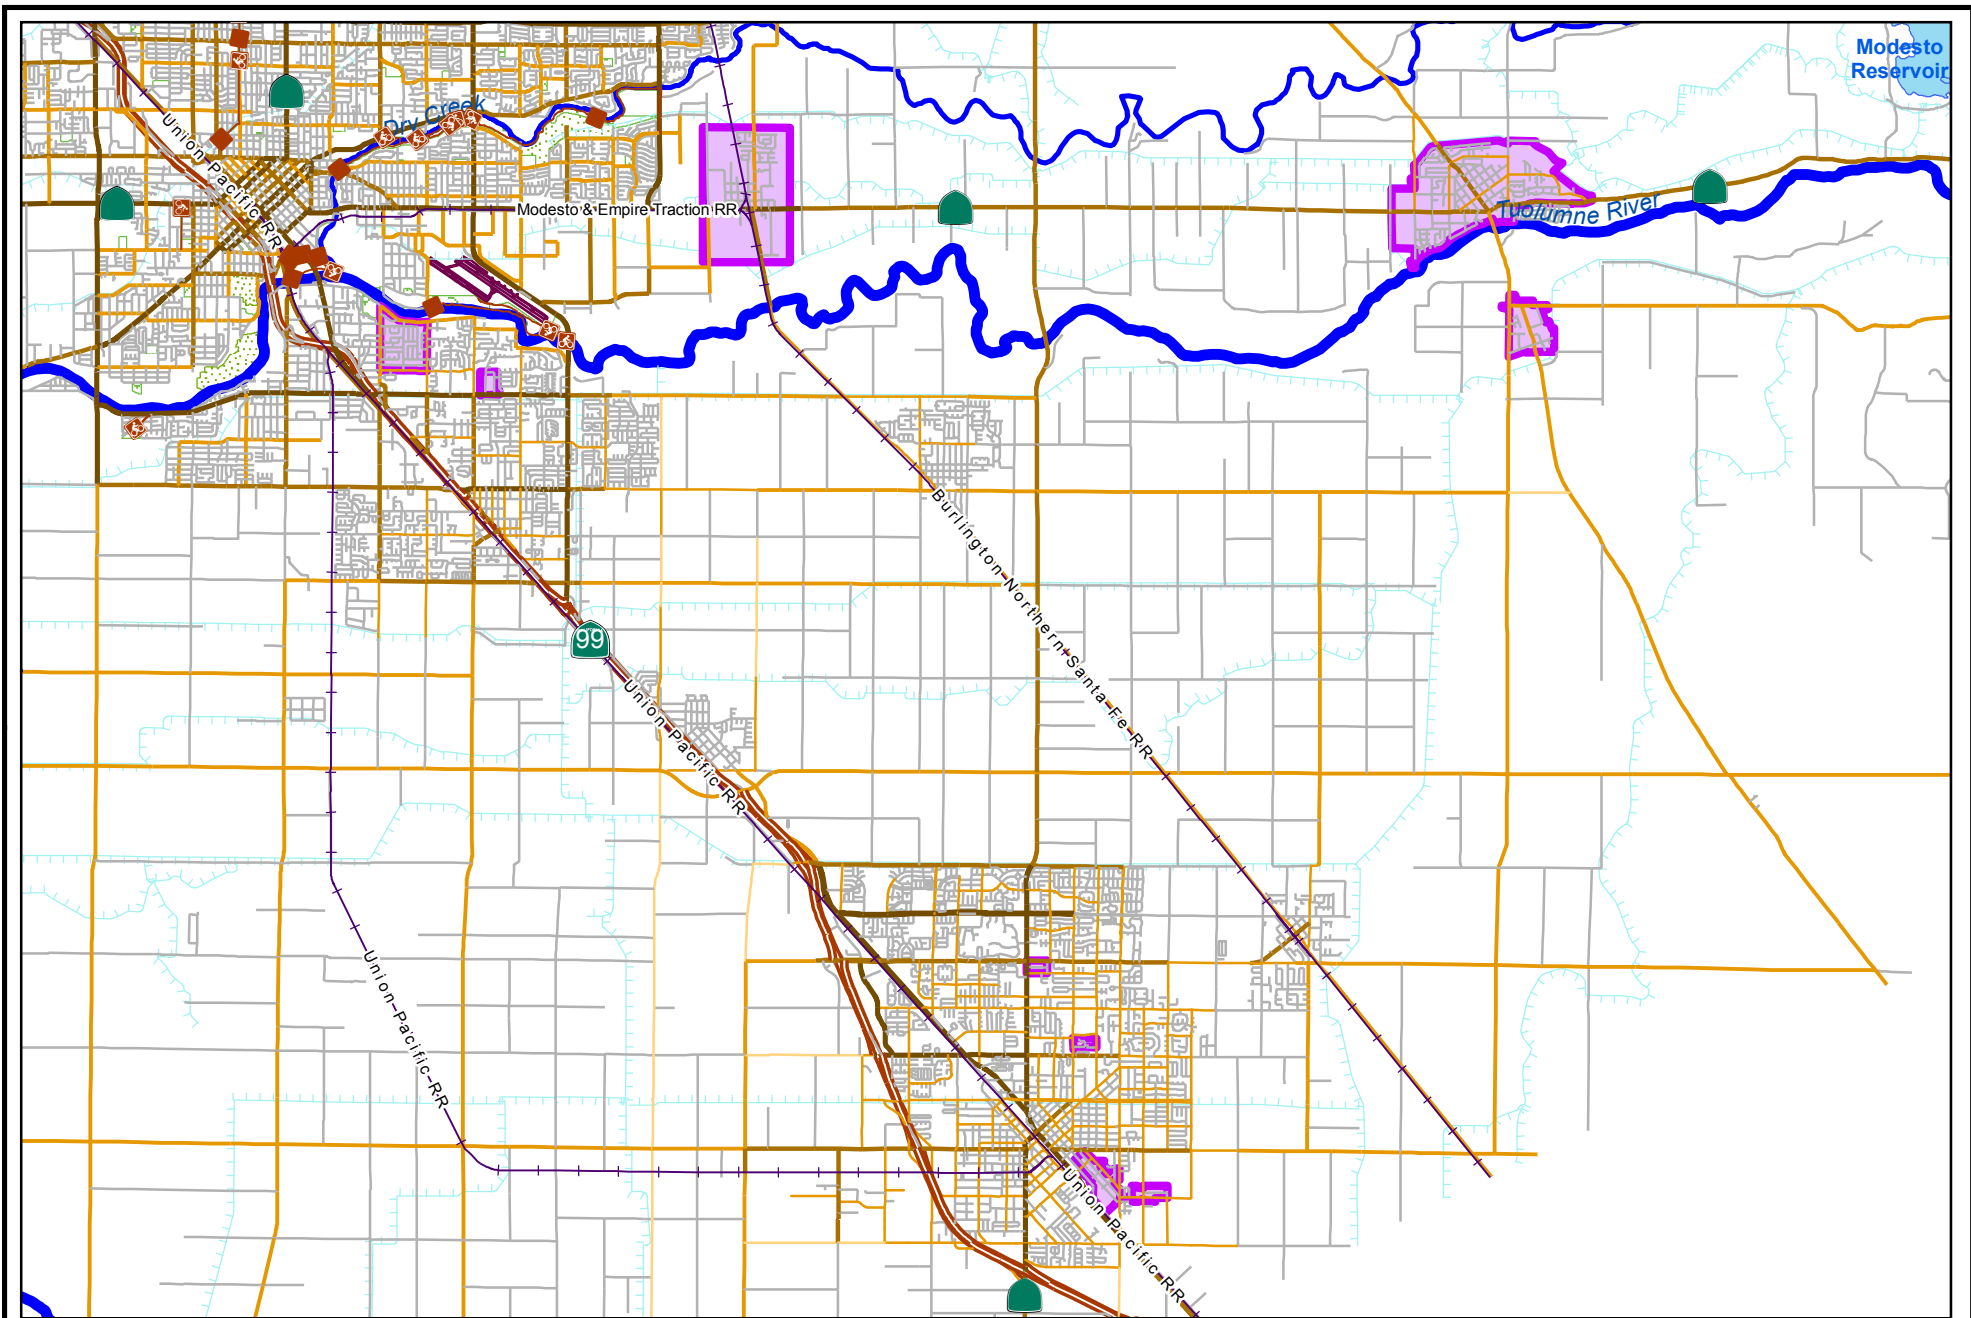 Modesto
Reservoir
Dry Creek
Union Pacific RR
Modesto & Empire Traction RR
Tuolumne River
Burlington Northern Santa Fe RR
99
Union Pacific RR
Union Pacific RR
Union Pacific RR